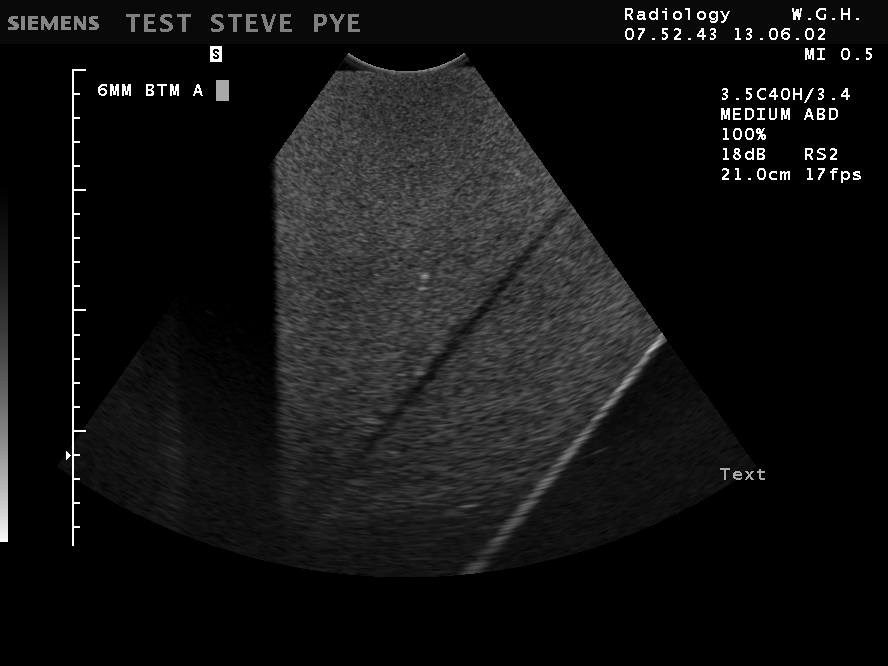 SIEMENS TEST STEVE PYE
Radiology W.G.H.
07.52.43 13.06.02
S
MI 0.5
6MM BTM A
3.5C40H/3.4
MEDIUM ABD
100%
18dB RS2
21.0cm 17fps
Text